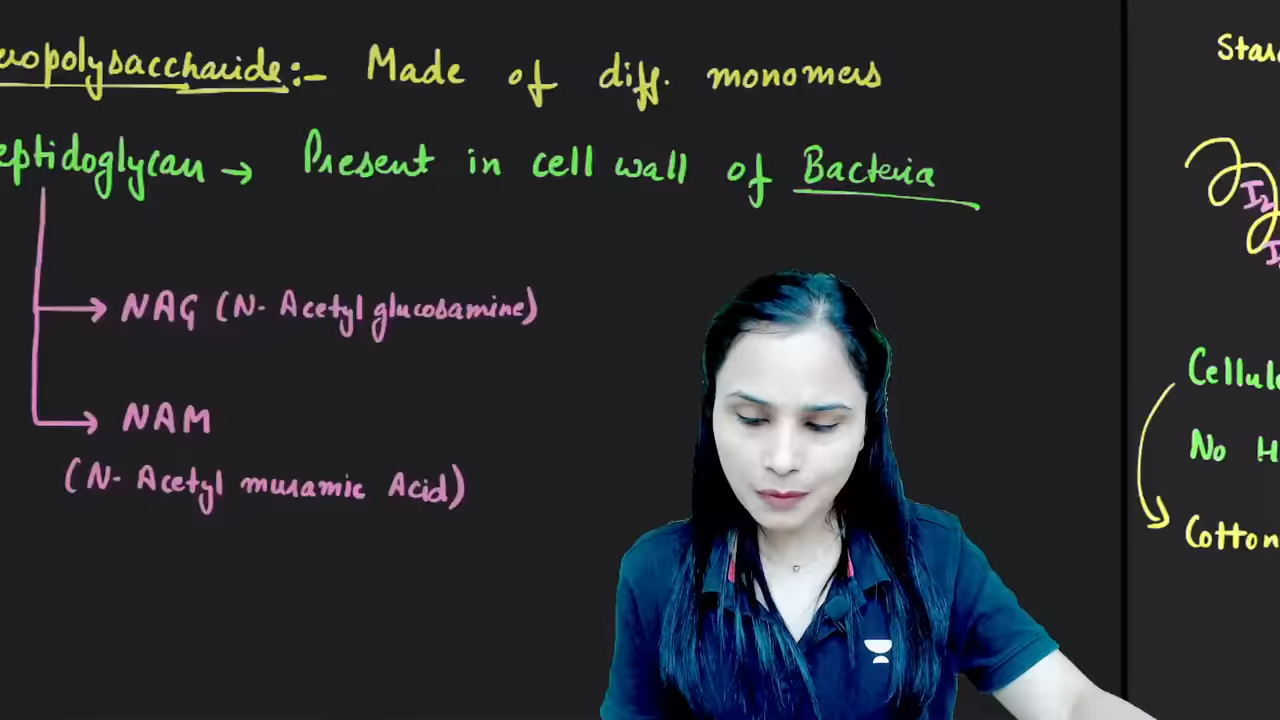 eropolysaccharide:- Made of diff. monomers
eptidoglycan → Present in cell wall of Bacteria
→ NAG (N- Acetyl glucosamine)
→ NAM
(N- Acetyl muramic Acid)
Star
I2
I
Cellul
No H
Cotton